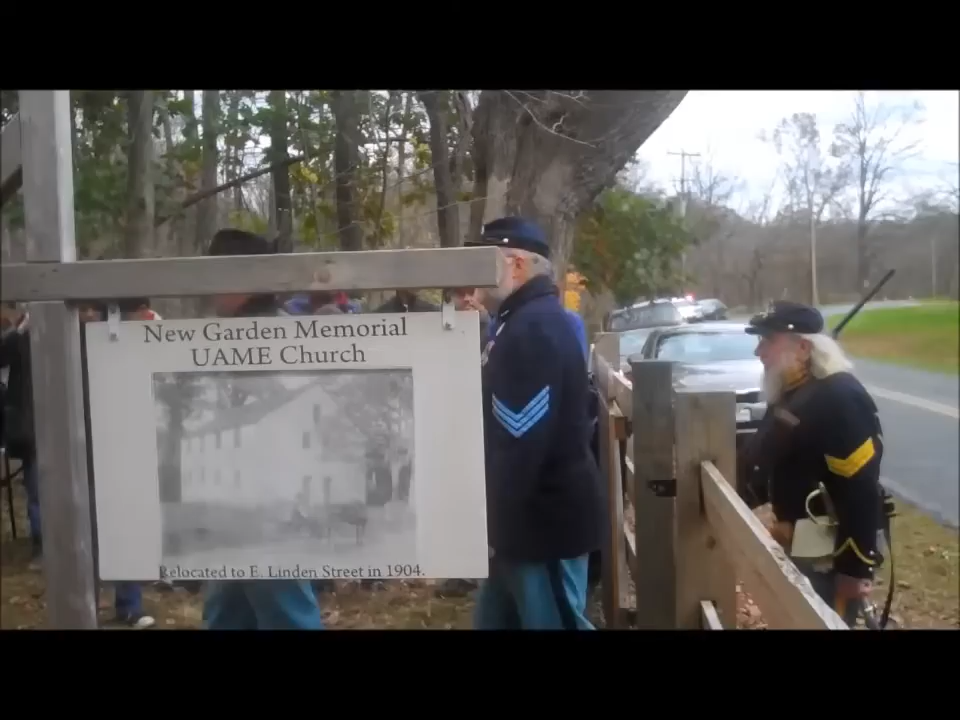 New Garden Memorial
UAME Church
Relocated to E. Linden Street in 1904.